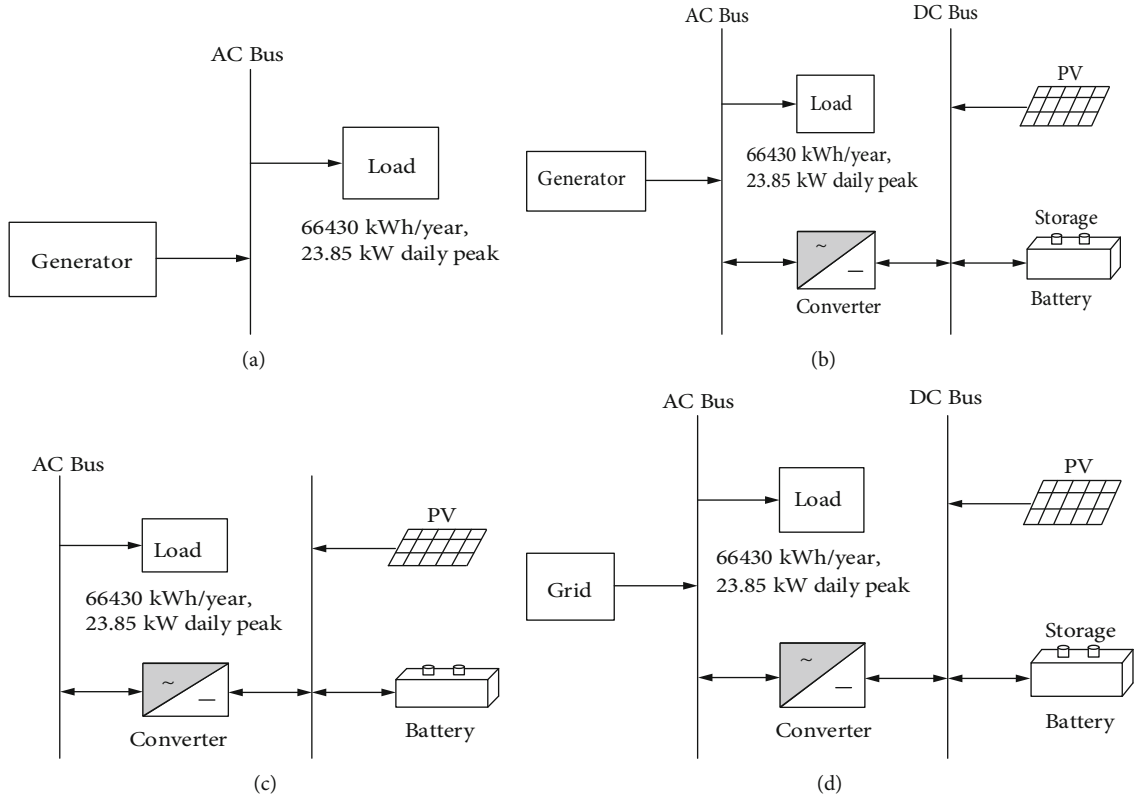 AC Bus
Generator
Load
66430 kWh/year,
23.85 kW daily peak
(a)
AC Bus
DC Bus
PV
Load
66430 kWh/year,
23.85 kW daily peak
Generator
Storage
~
—
Converter
Battery
(b)
AC Bus
PV
Load
66430 kWh/year,
23.85 kW daily peak
~
—
Converter
Battery
(c)
AC Bus
DC Bus
PV
Load
66430 kWh/year,
23.85 kW daily peak
Grid
Storage
~
—
Converter
Battery
(d)